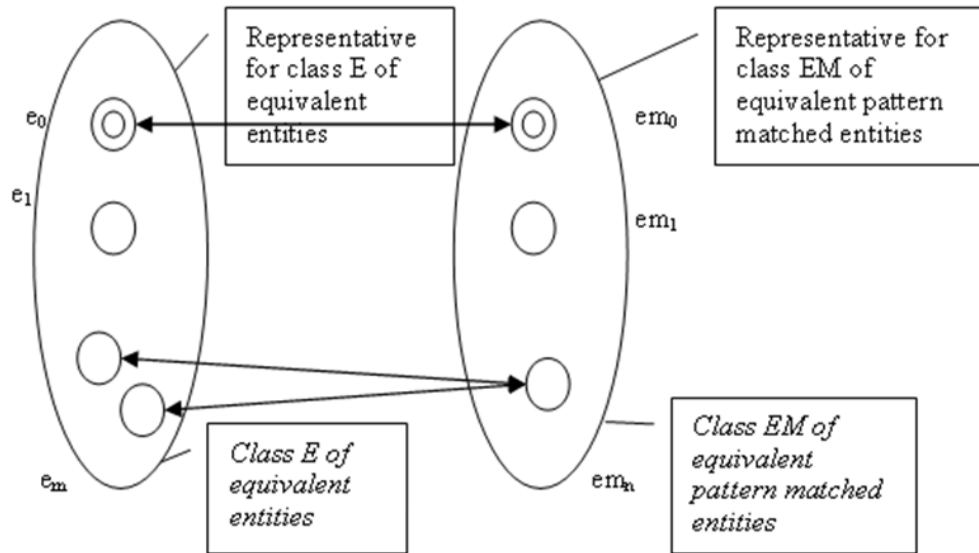 Representative
for class E of
equivalent
entities
Representative for
class EM of
equivalent pattern
matched entities
e0
em0
e1
em1
Class E of
equivalent
entities
Class EM of
equivalent
pattern matched
entities
em
emn